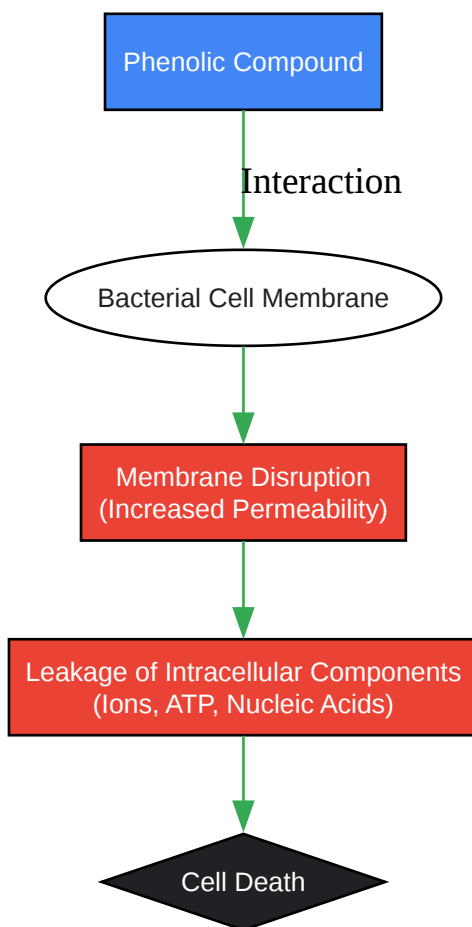 Phenolic Compound
Interaction
Bacterial Cell Membrane
Membrane Disruption
(Increased Permeability)
Leakage of Intracellular Components
(Ions, ATP, Nucleic Acids)
Cell Death